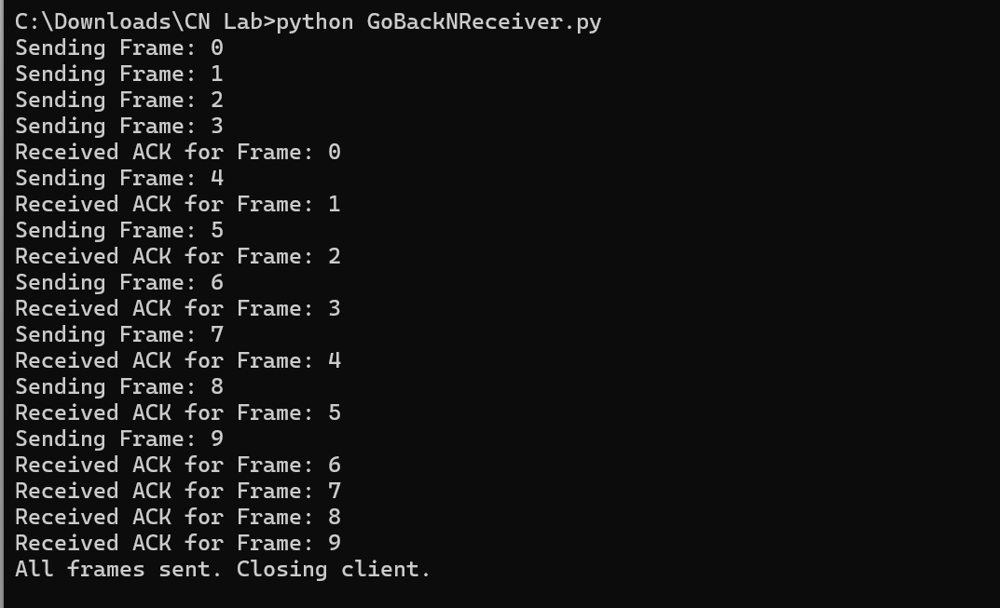 C:\Downloads\CN Lab>python GoBackNReceiver.py
Sending Frame: 0
Sending Frame: 1
Sending Frame: 2
Sending Frame: 3
Received ACK for Frame: 0
Sending Frame: 4
Received ACK for Frame: 1
Sending Frame: 5
Received ACK for Frame: 2
Sending Frame: 6
Received ACK for Frame: 3
Sending Frame: 7
Received ACK for Frame: 4
Sending Frame: 8
Received ACK for Frame: 5
Sending Frame: 9
Received ACK for Frame: 6
Received ACK for Frame: 7
Received ACK for Frame: 8
Received ACK for Frame: 9
All frames sent. Closing client.